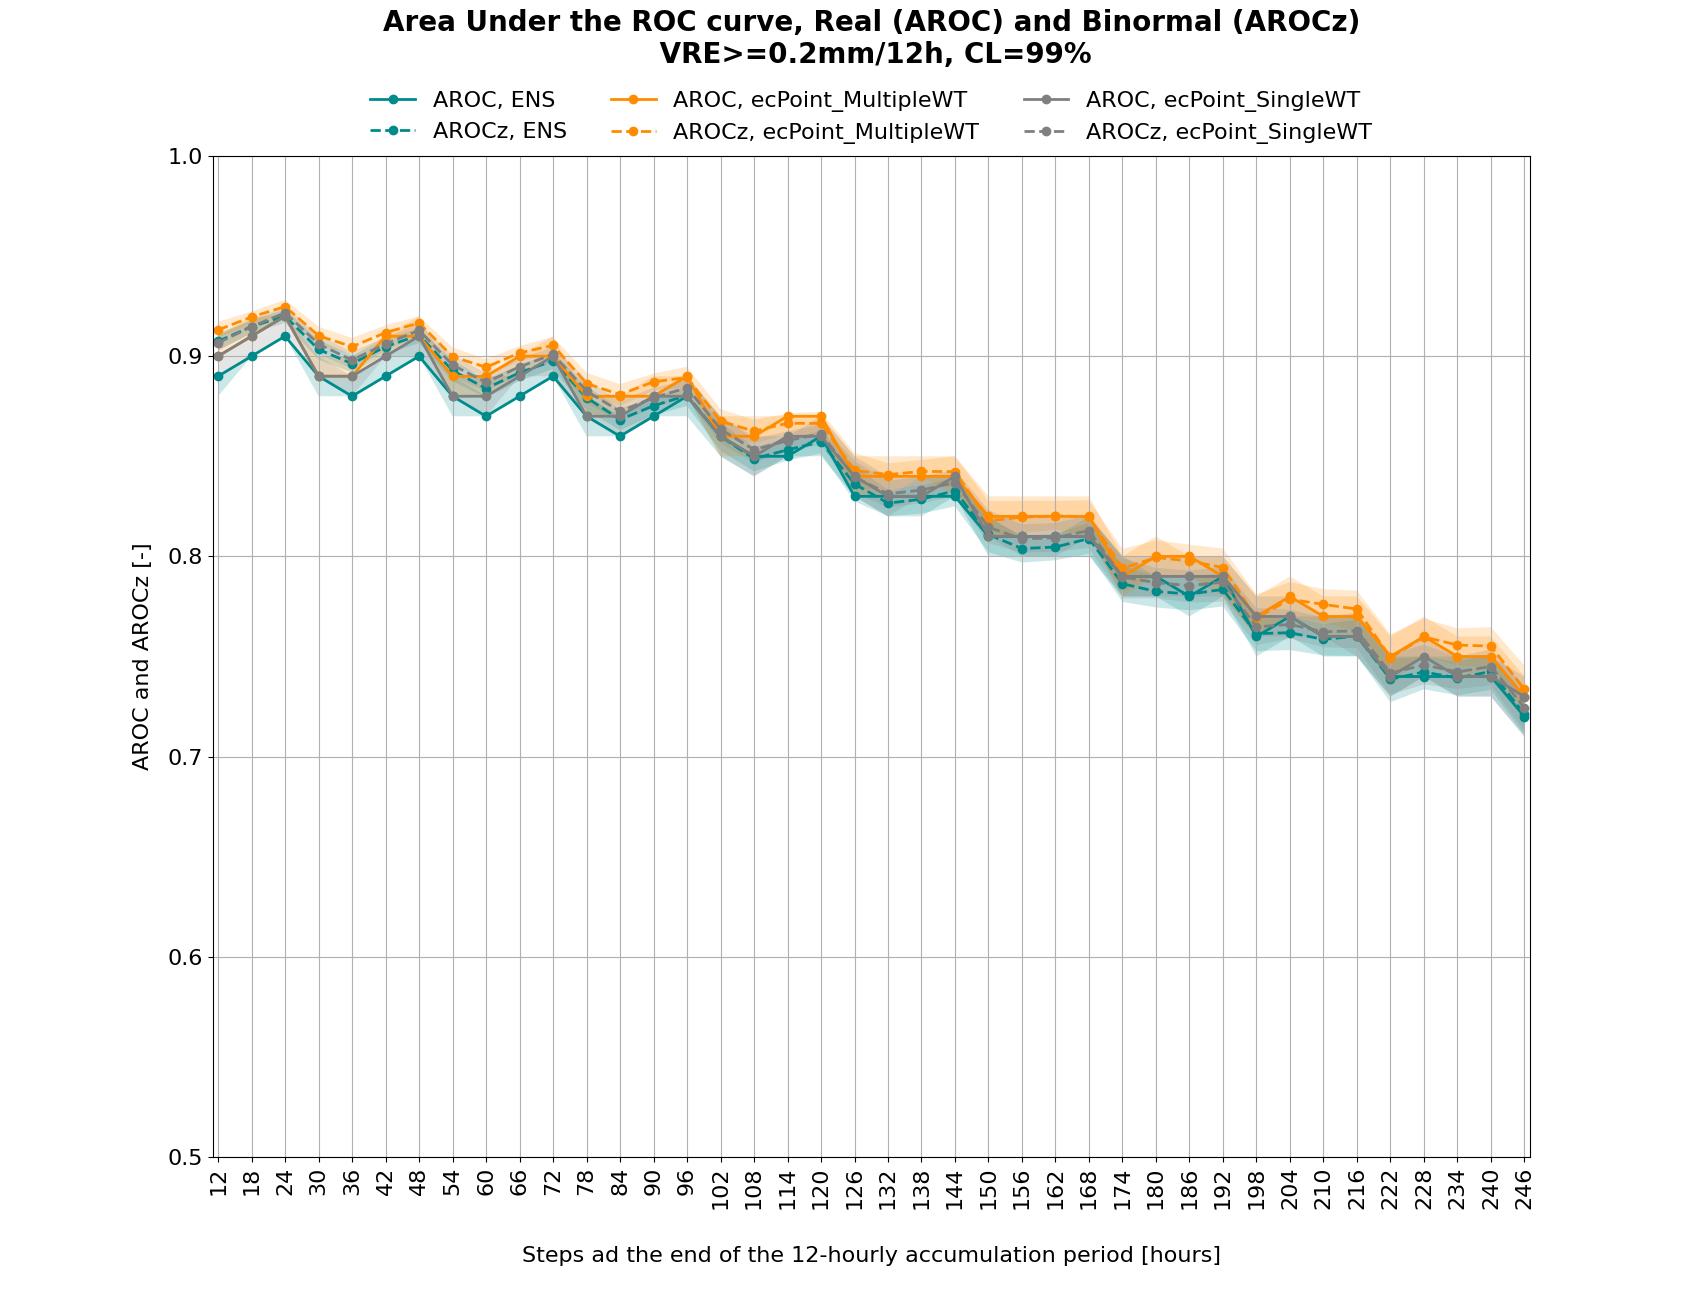 Area Under the ROC curve, Real (AROC) and Binormal (AROCz)
VRE>=0.2mm/12h, CL=99%
AROC, ENS
AROCz, ENS
AROC, ecPoint_MultipleWT
AROCz, ecPoint_MultipleWT
AROC, ecPoint_SingleWT
AROCz, ecPoint_SingleWT
AROC and AROCz [-]
1.0
0.9
0.8
0.7
0.6
0.5
12 18 24 30 36 42 48 54 60 66 72 78 84 90 96 102 108 114 120 126 132 138 144 150 156 162 168 174 180 186 192 198 204 210 216 222 228 234 240 246
Steps ad the end of the 12-hourly accumulation period [hours]